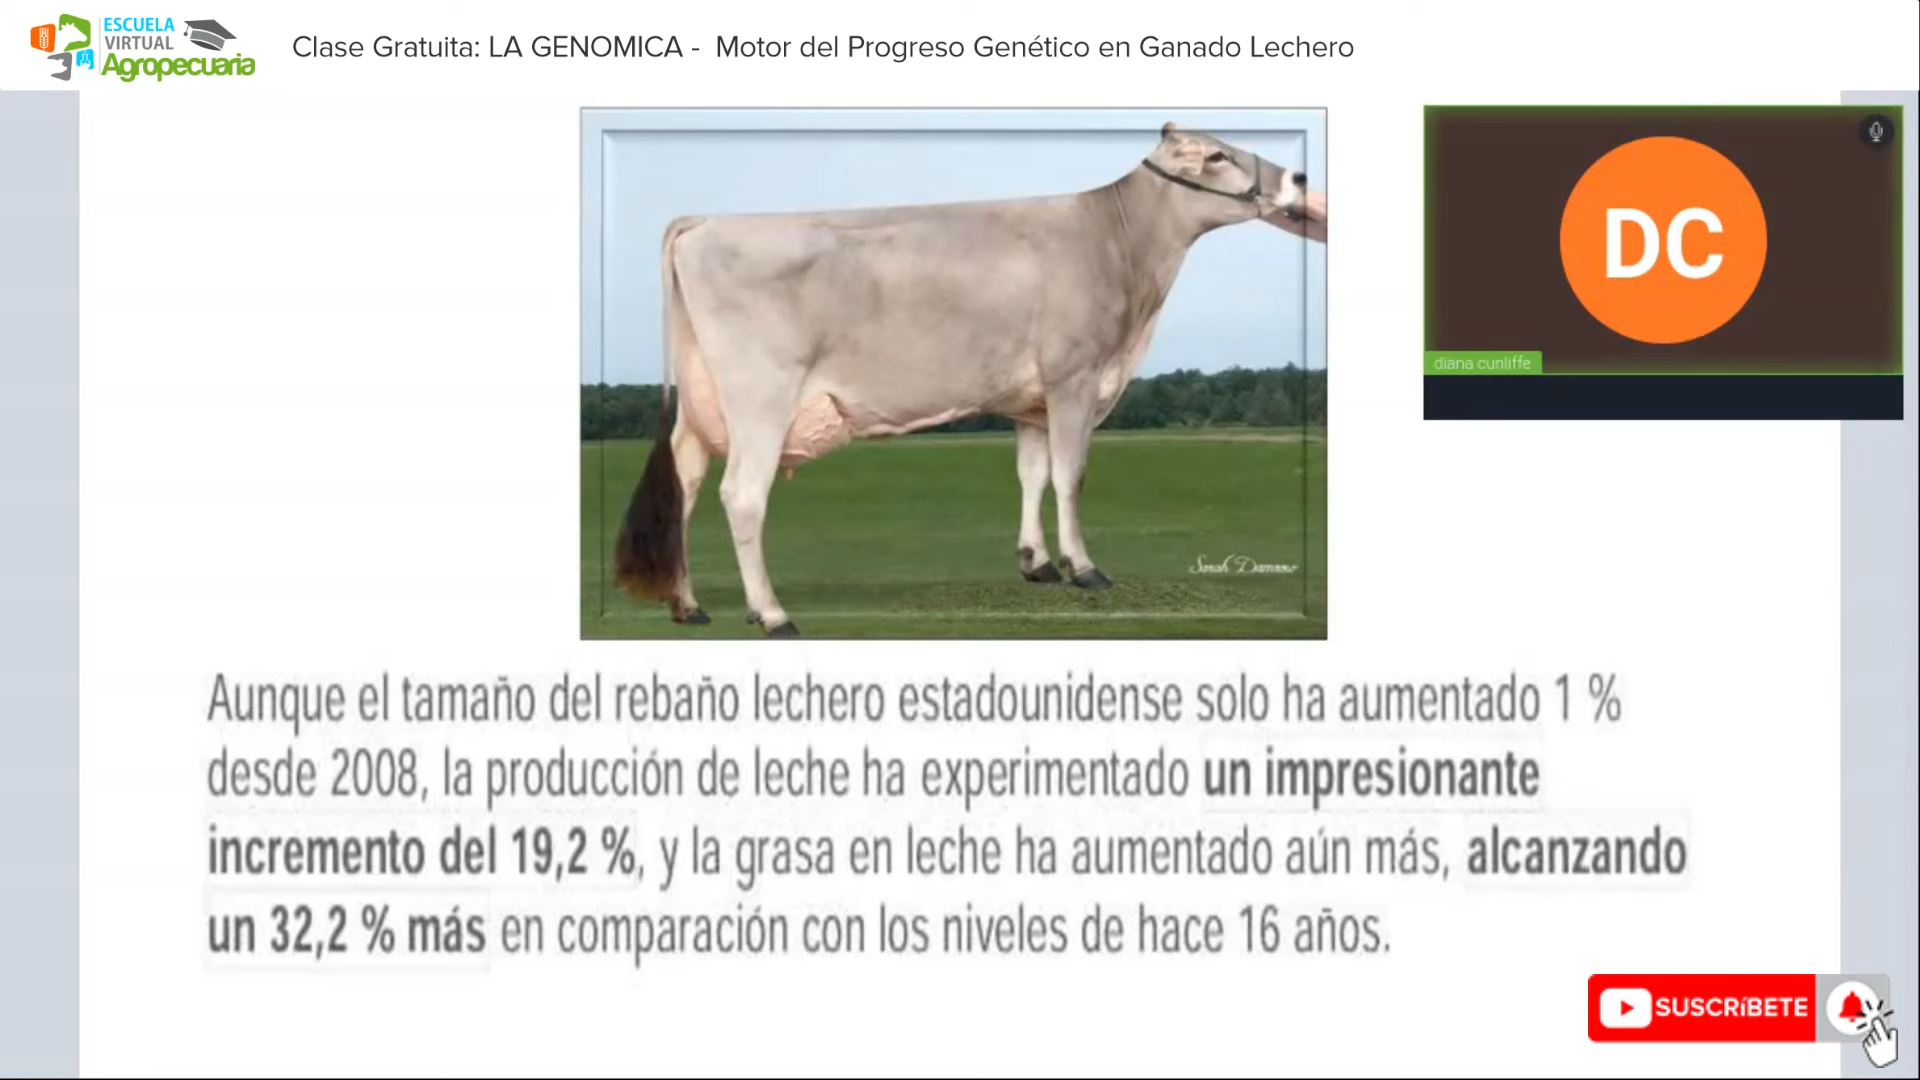 ESCUELA
VIRTUAL
Agropecuaria
Clase Gratuita: LA GENOMICA - Motor del Progreso Genético en Ganado Lechero
DC
diana cunliffe
Sarah Damrow
Aunque el tamaño del rebaño lechero estadounidense solo ha aumentado 1 %
desde 2008, la producción de leche ha experimentado un impresionante
incremento del 19,2 %, y la grasa en leche ha aumentado aún más, alcanzando
un 32,2 % más en comparación con los niveles de hace 16 años.
SUSCRíBETE